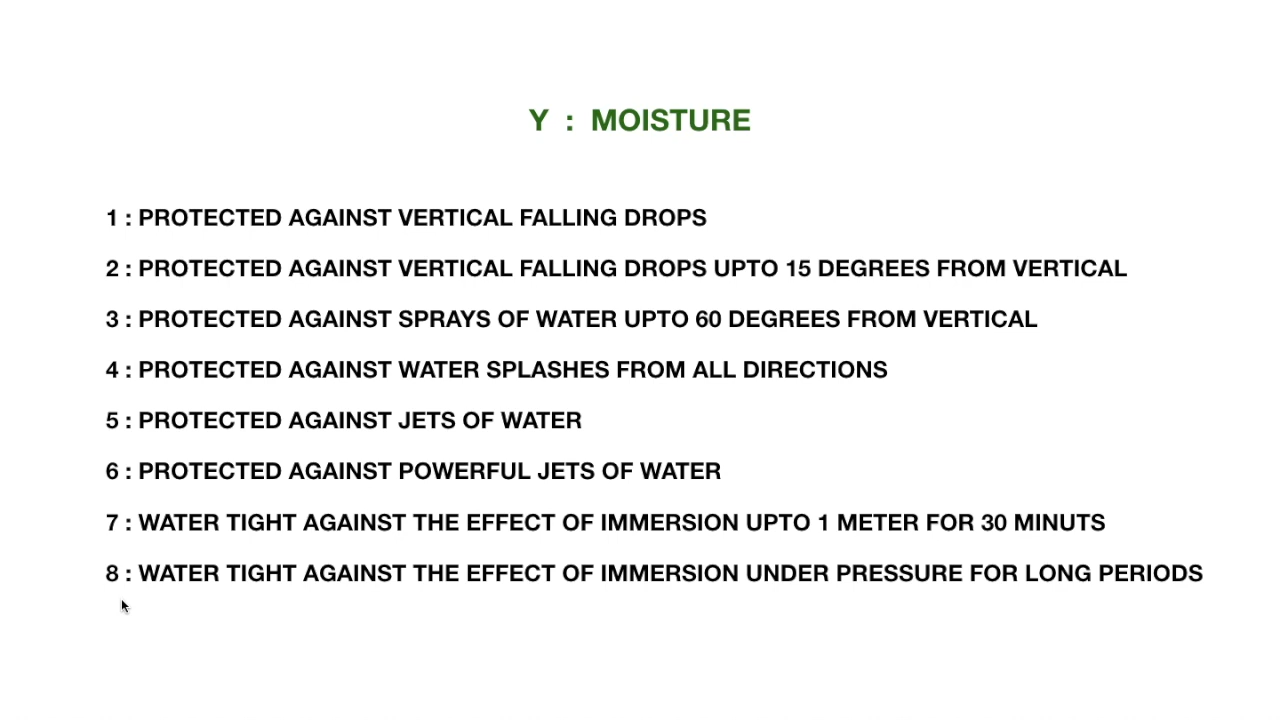 Y : MOISTURE
1 : PROTECTED AGAINST VERTICAL FALLING DROPS
2 : PROTECTED AGAINST VERTICAL FALLING DROPS UPTO 15 DEGREES FROM VERTICAL
3 : PROTECTED AGAINST SPRAYS OF WATER UPTO 60 DEGREES FROM VERTICAL
4 : PROTECTED AGAINST WATER SPLASHES FROM ALL DIRECTIONS
5 : PROTECTED AGAINST JETS OF WATER
6 : PROTECTED AGAINST POWERFUL JETS OF WATER
7 : WATER TIGHT AGAINST THE EFFECT OF IMMERSION UPTO 1 METER FOR 30 MINUTS
8 : WATER TIGHT AGAINST THE EFFECT OF IMMERSION UNDER PRESSURE FOR LONG PERIODS